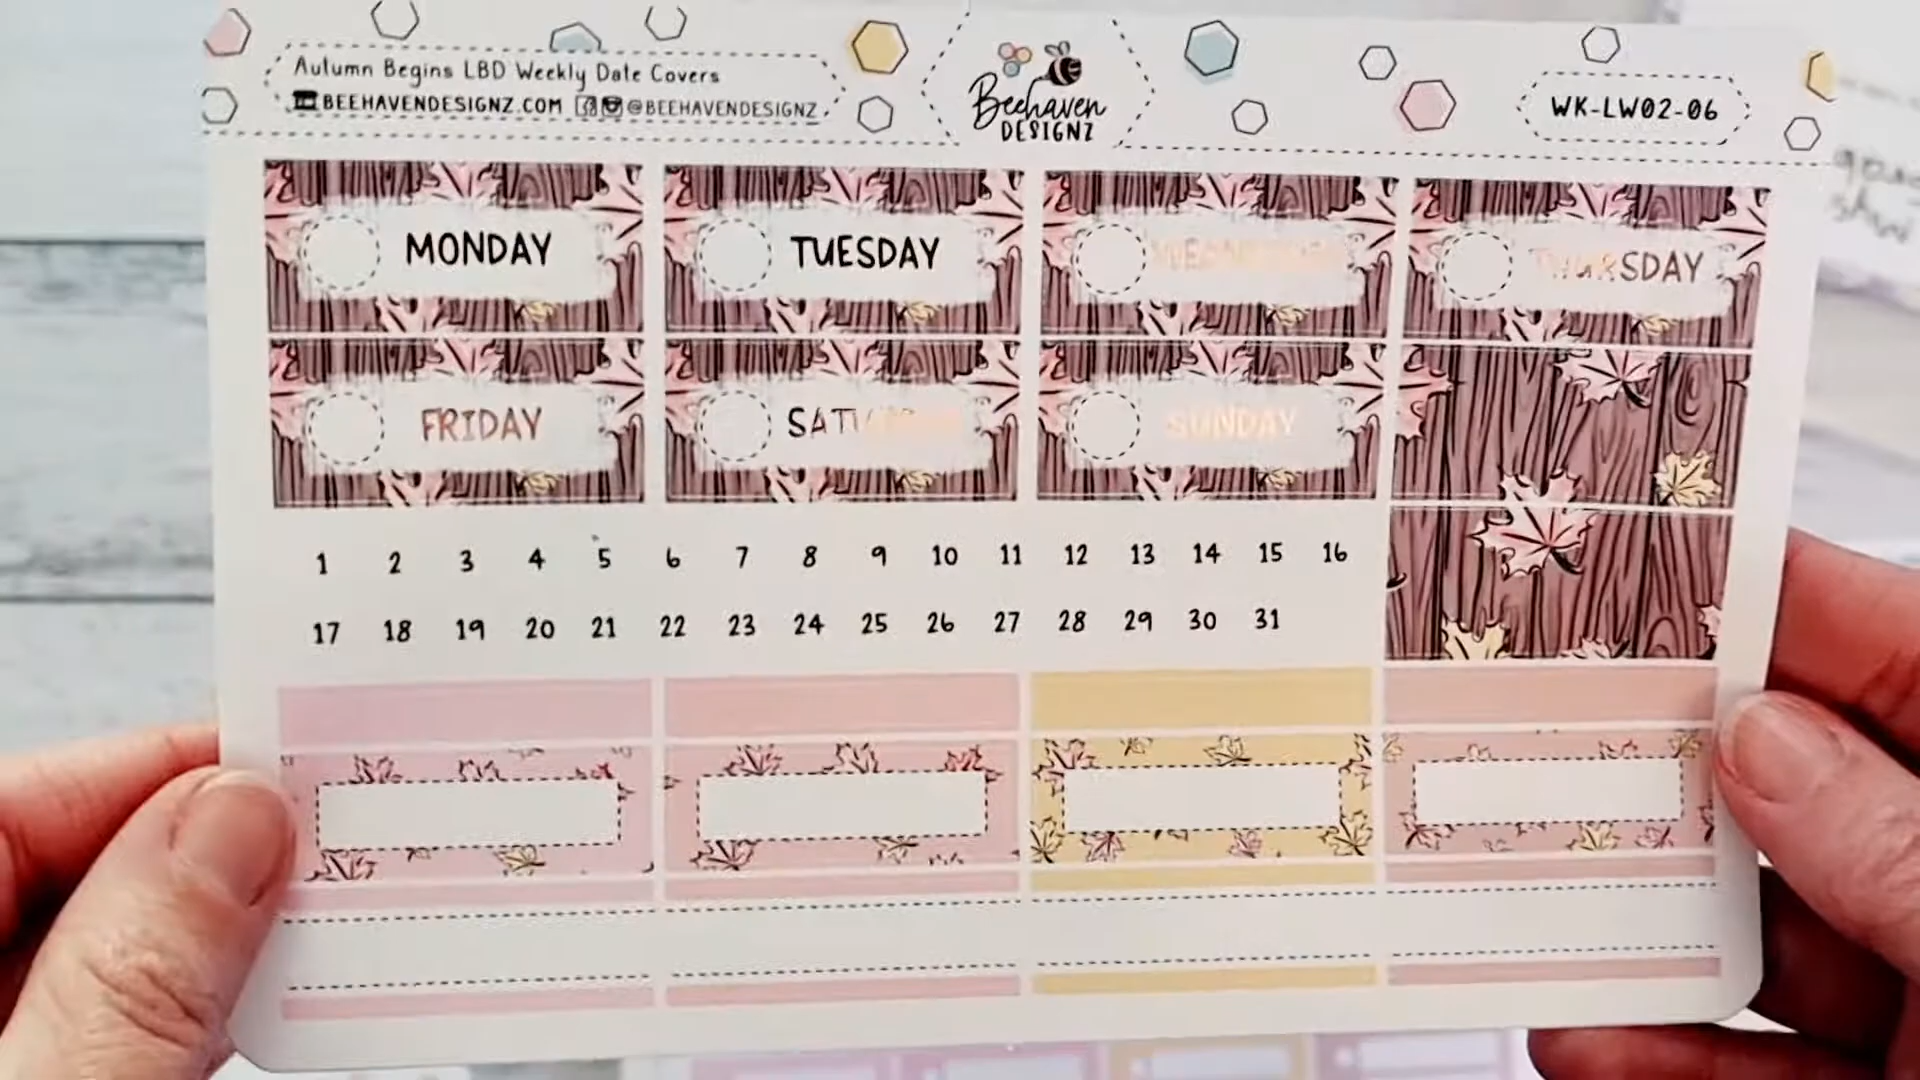 Autumn Begins LBD Weekly Date Covers
BEEHAVENDESIGNZ.COM @BEEHAVENDESIGNZ
Beehaven
DESIGNZ
WK-LW02-06
MONDAY TUESDAY WEDNESDAY THURSDAY
FRIDAY SATURDAY SUNDAY
1 2 3 4 5 6 7 8 9 10 11 12 13 14 15 16
17 18 19 20 21 22 23 24 25 26 27 28 29 30 31